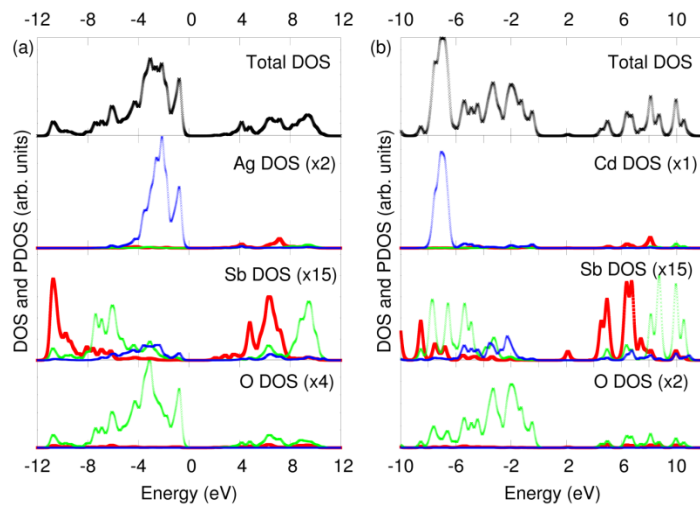 -12 -8 -4 0 4 8 12
-10 -6 -2 2 6 10
(a)
Total DOS
(b)
Total DOS
Ag DOS (x2)
Cd DOS (x1)
Sb DOS (x15)
Sb DOS (x15)
O DOS (x4)
O DOS (x2)
DOS and PDOS (arb. units)
DOS and PDOS (arb. units)
-12 -8 -4 0 4 8 12
-10 -6 -2 2 6 10
Energy (eV)
Energy (eV)